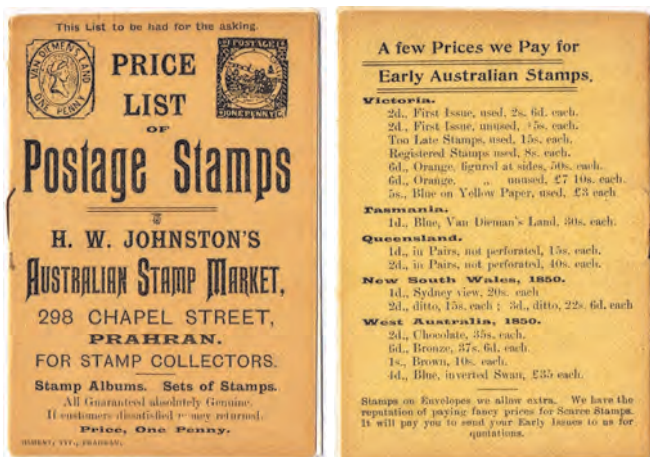 This List to be had for the asking.
VAN DIEMEN'S LAND
ONE PENNY
POSTAGE
ONE PENNY
PRICE
LIST
OF
Postage Stamps
H. W. JOHNSTON'S
AUSTRALIAN STAMP MARKET,
298 CHAPEL STREET,
PRAHRAN.
FOR STAMP COLLECTORS.
Stamp Albums. Sets of Stamps.
All Guaranteed absolutely Genuine.
If customers dissatisfied money returned.
Price, One Penny.
PRAHRAN.
A few Prices we Pay for
Early Australian Stamps.
Victoria.
2d., First Issue, used, 2s. 6d. each.
2d., First Issue, unused, 5s. each.
Too Late Stamps, used, 15s. each.
Registered Stamps used, 8s. each.
6d., Orange, figured at sides, 50s. each.
6d., Orange, ,, unused, £7 10s. each.
5s., Blue on Yellow Paper, used, £3 each
Tasmania.
1d., Blue, Van Dieman's Land, 30s. each.
Queensland.
1d., in Pairs, not perforated, 15s. each.
2d., in Pairs, not perforated, 40s. each.
New South Wales, 1850.
1d., Sydney view, 20s. each
2d., ditto, 15s. each ; 3d., ditto, 22s. 6d. each
West Australia, 1850.
2d., Chocolate, 35s. each.
6d., Bronze, 37s. 6d. each.
1s., Brown, 10s. each.
4d., Blue, inverted Swan, £35 each.
Stamps on Envelopes we allow extra. We have the
reputation of paying fancy prices for Scarce Stamps.
It will pay you to send your Early Issues to us for
quotations.